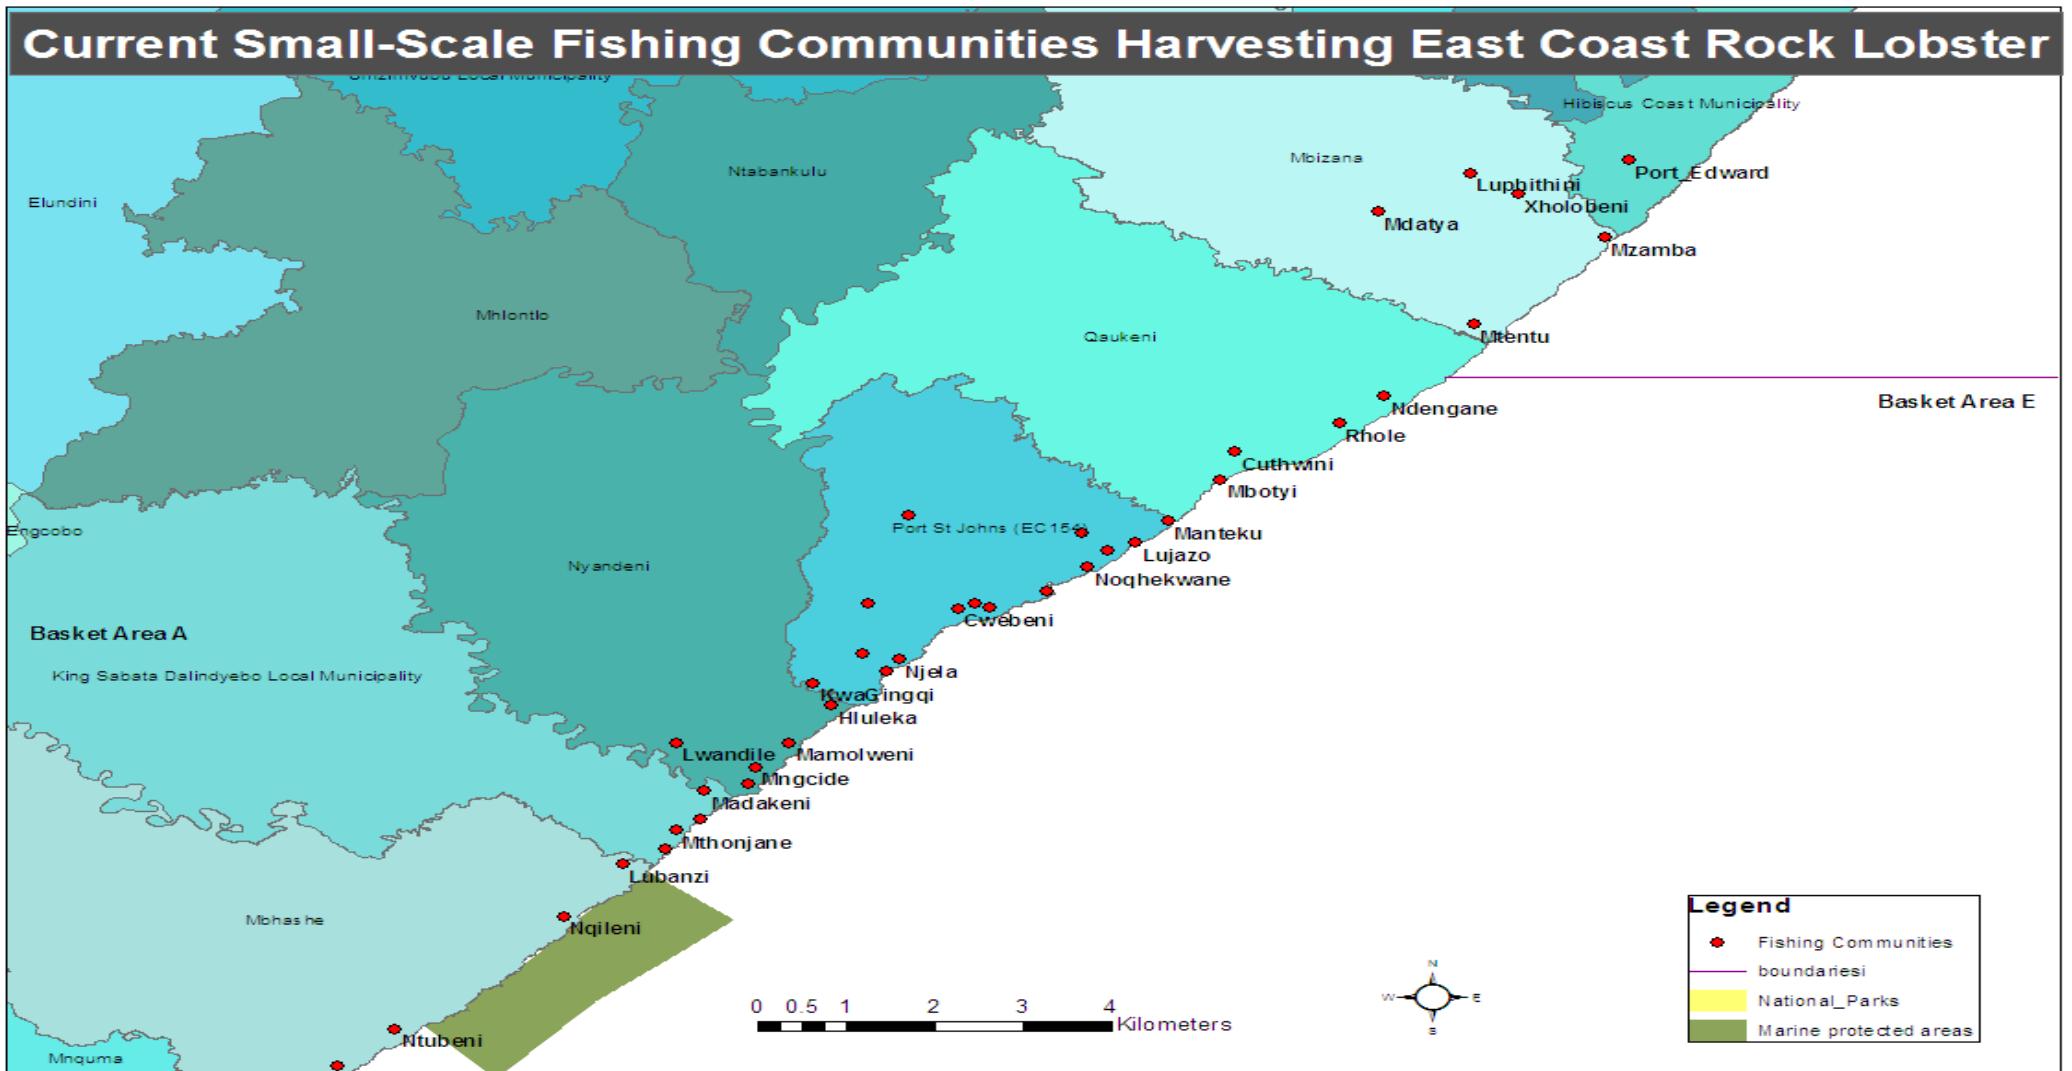 Current Small-Scale Fishing Communities Harvesting East Coast Rock Lobster
Umzimvubu Local Municipality
Hibiscus Coast Municipality
Mbizana
Port_Edward
Ntabankulu
Luphithini
Elundini
Xholobeni
Mdatya
Mzamba
Mhlontlo
Qaukeni
Mtentu
Basket Area E
Ndengane
Rhole
Cuthwini
Mbotyi
Engcobo
Port St Johns (EC154)
Manteku
Lujazo
Nyandeni
Noqhekwane
Cwebeni
Basket Area A
King Sabata Dalindyebo Local Municipality
Njela
KwaGingqi
Hluleka
Lwandile
Mamolweni
Mngcide
Madakeni
Mthonjane
Lubanzi
Mbhashe
Nqileni
Ntubeni
Mnquma
0 0.5 1 2 3 4
Kilometers
N
W
E
S
Legend
Fishing Communities
boundariesi
National_Parks
Marine protected areas